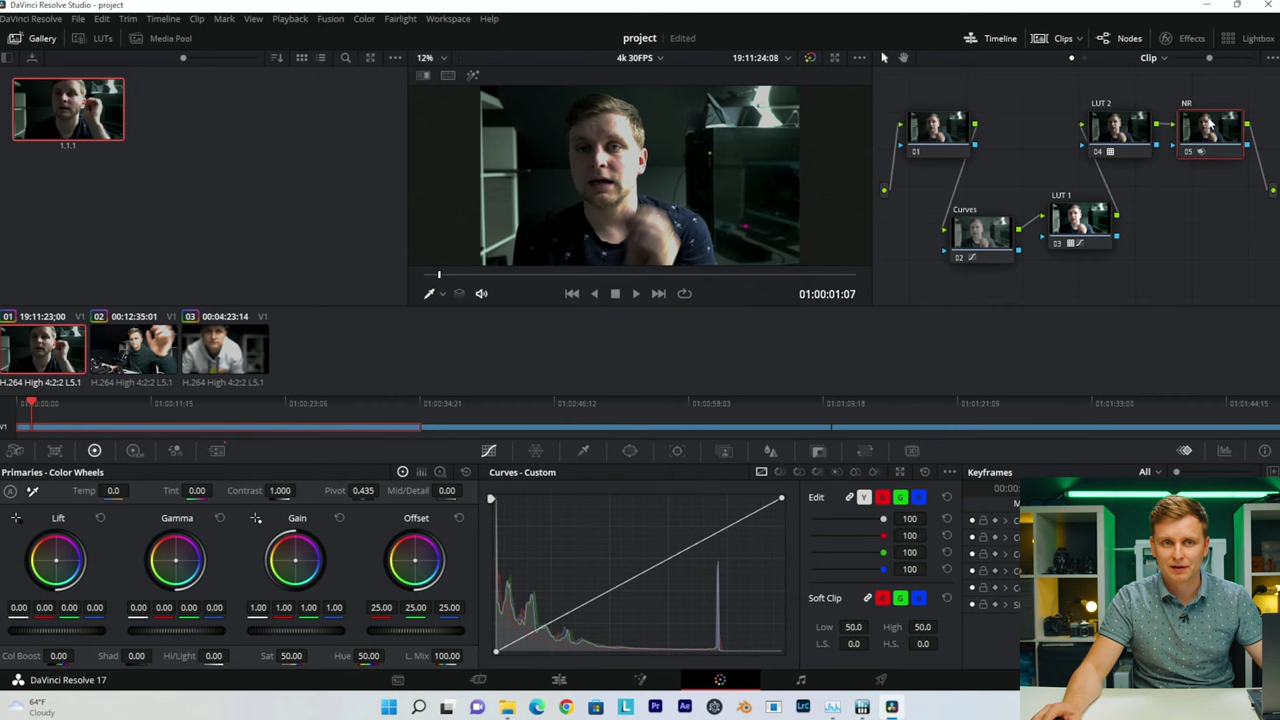 DaVinci Resolve Studio - project
DaVinci Resolve File Edit Trim Timeline Clip Mark View Playback Fusion Color Fairlight Workspace Help
Gallery LUTs Media Pool project Edited Timeline Clips Nodes Effects Lightbox
12% 4k 30FPS 19:11:24:08 Clip
1.1.1
LUT 2 NR
01 04 05
Curves LUT 1
02 03
01:00:01:07
01 19:11:23;00 V1 02 00:12:35:01 V1 03 00:04:23:14 V1
H.264 High 4:2:2 L5.1 H.264 High 4:2:2 L5.1 H.264 High 4:2:2 L5.1
01:00:00:00 01:00:11:15 01:00:23:06 01:00:34:21 01:00:46:12 01:00:58:03 01:01:09:18 01:01:21:09 01:01:33:00 01:01:44:15
V1
Primaries - Color Wheels Curves - Custom Keyframes All
Temp 0.0 Tint 0.00 Contrast 1.000 Pivot 0.435 Mid/Detail 0.00
Edit Y R G B
Lift Gamma Gain Offset
100
100
100
100
0.00 0.00 0.00 0.00 0.00 0.00 0.00 0.00 1.00 1.00 1.00 1.00 25.00 25.00 25.00
Soft Clip R G B
Low 50.0 High 50.0
L.S. 0.0 H.S. 0.0
Col Boost 0.00 Shad 0.00 Hi/Light 0.00 Sat 50.00 Hue 50.00 L. Mix 100.00
DaVinci Resolve 17
64°F
Cloudy
L Pr Ae Lrc